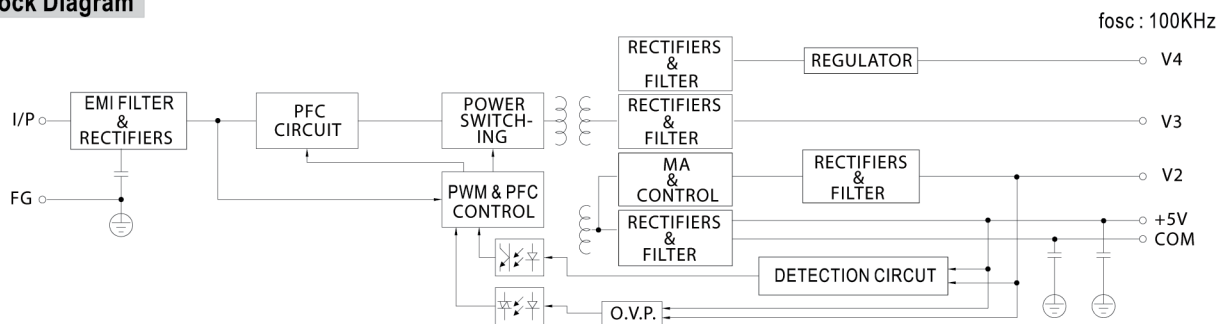 ock Diagram
fosc : 100KHz
RECTIFIERS
&
FILTER
REGULATOR
V4
I/P
EMI FILTER
&
RECTIFIERS
PFC
CIRCUIT
POWER
SWITCH-
ING
RECTIFIERS
&
FILTER
V3
FG
PWM & PFC
CONTROL
MA
&
CONTROL
RECTIFIERS
&
FILTER
V2
RECTIFIERS
&
FILTER
+5V
COM
DETECTION CIRCUT
O.V.P.